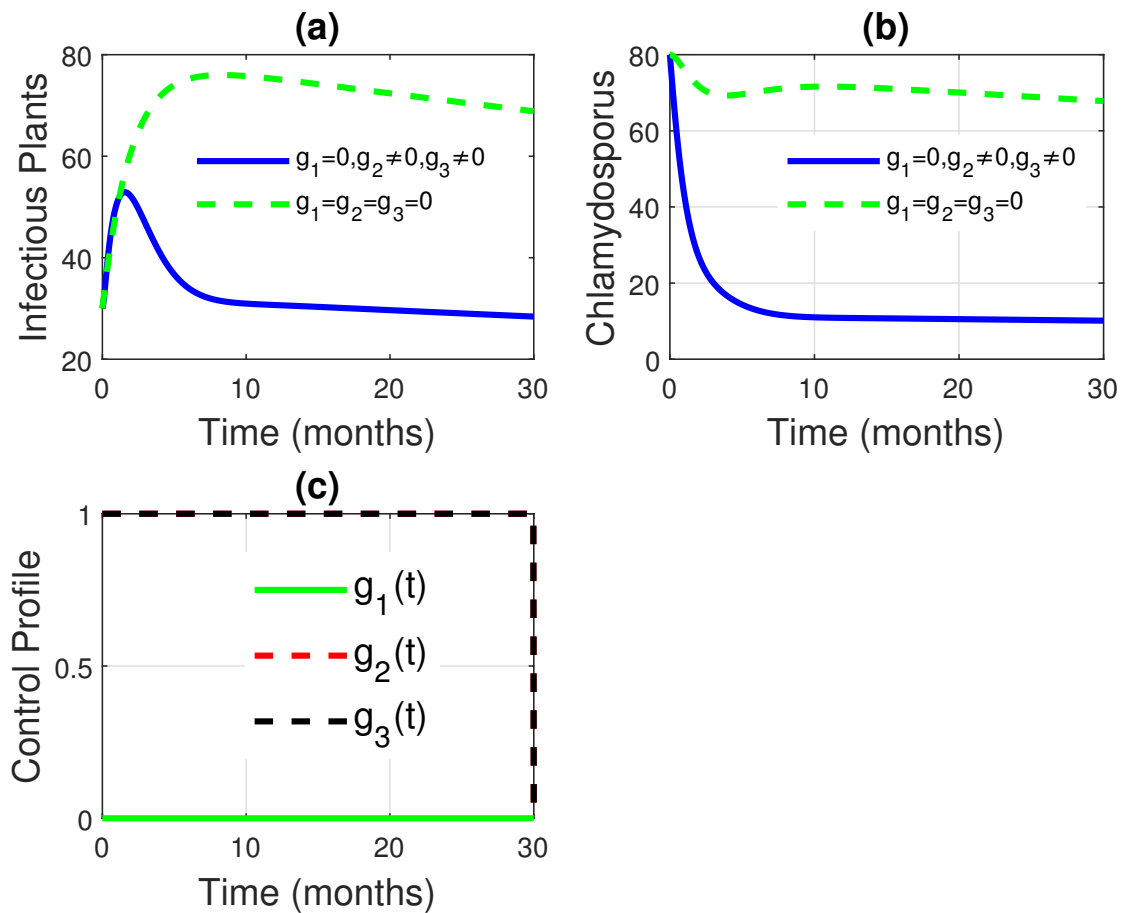 (a)
Infectious Plants
80
60
40
20
g₁=0,g₂≠0,g₃≠0
g₁=g₂=g₃=0
0
10
20
30
Time (months)
(b)
Chlamydosporus
80
60
40
20
0
g₁=0,g₂≠0,g₃≠0
g₁=g₂=g₃=0
0
10
20
30
Time (months)
(c)
Control Profile
1
0.5
0
g₁(t)
g₂(t)
g₃(t)
0
10
20
30
Time (months)